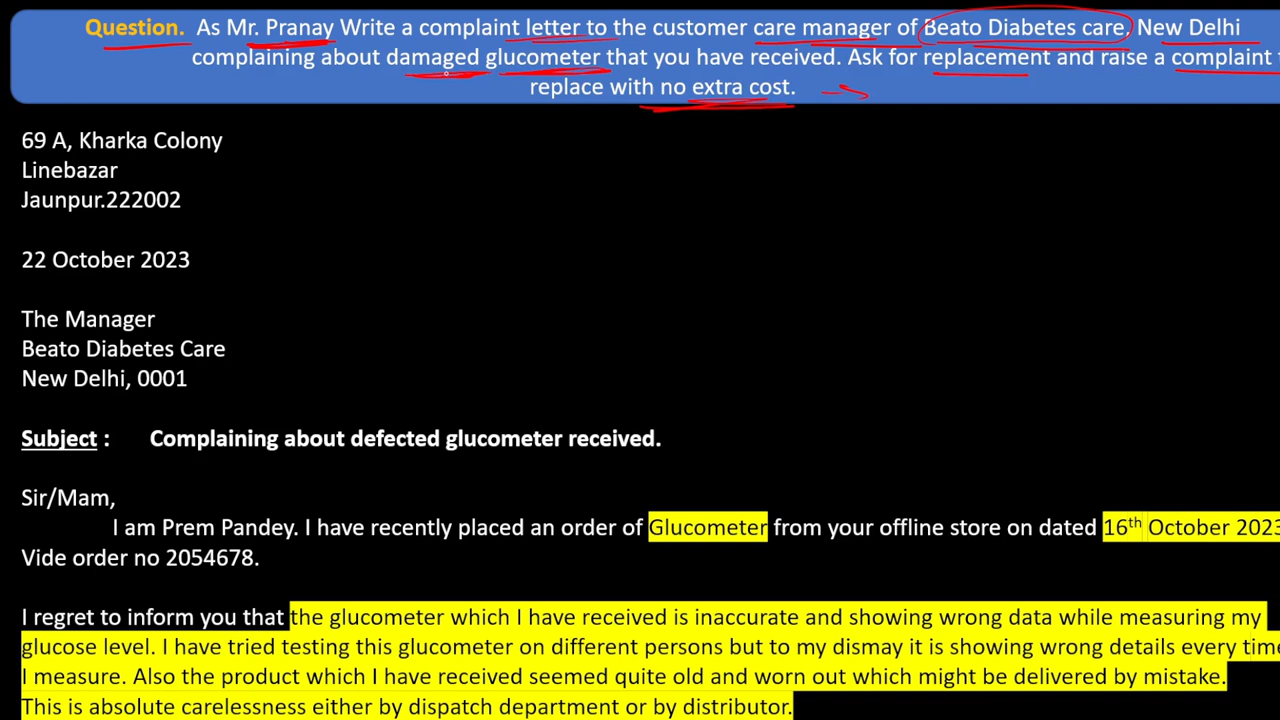 Question. As Mr. Pranay Write a complaint letter to the customer care manager of Beato Diabetes care, New Delhi
complaining about damaged glucometer that you have received. Ask for replacement and raise a complaint
replace with no extra cost.
69 A, Kharka Colony
Linebazar
Jaunpur.222002
22 October 2023
The Manager
Beato Diabetes Care
New Delhi, 0001
Subject : Complaining about defected glucometer received.
Sir/Mam,
I am Prem Pandey. I have recently placed an order of Glucometer from your offline store on dated 16th October 2023
Vide order no 2054678.
I regret to inform you that the glucometer which I have received is inaccurate and showing wrong data while measuring my
glucose level. I have tried testing this glucometer on different persons but to my dismay it is showing wrong details every time
I measure. Also the product which I have received seemed quite old and worn out which might be delivered by mistake.
This is absolute carelessness either by dispatch department or by distributor.